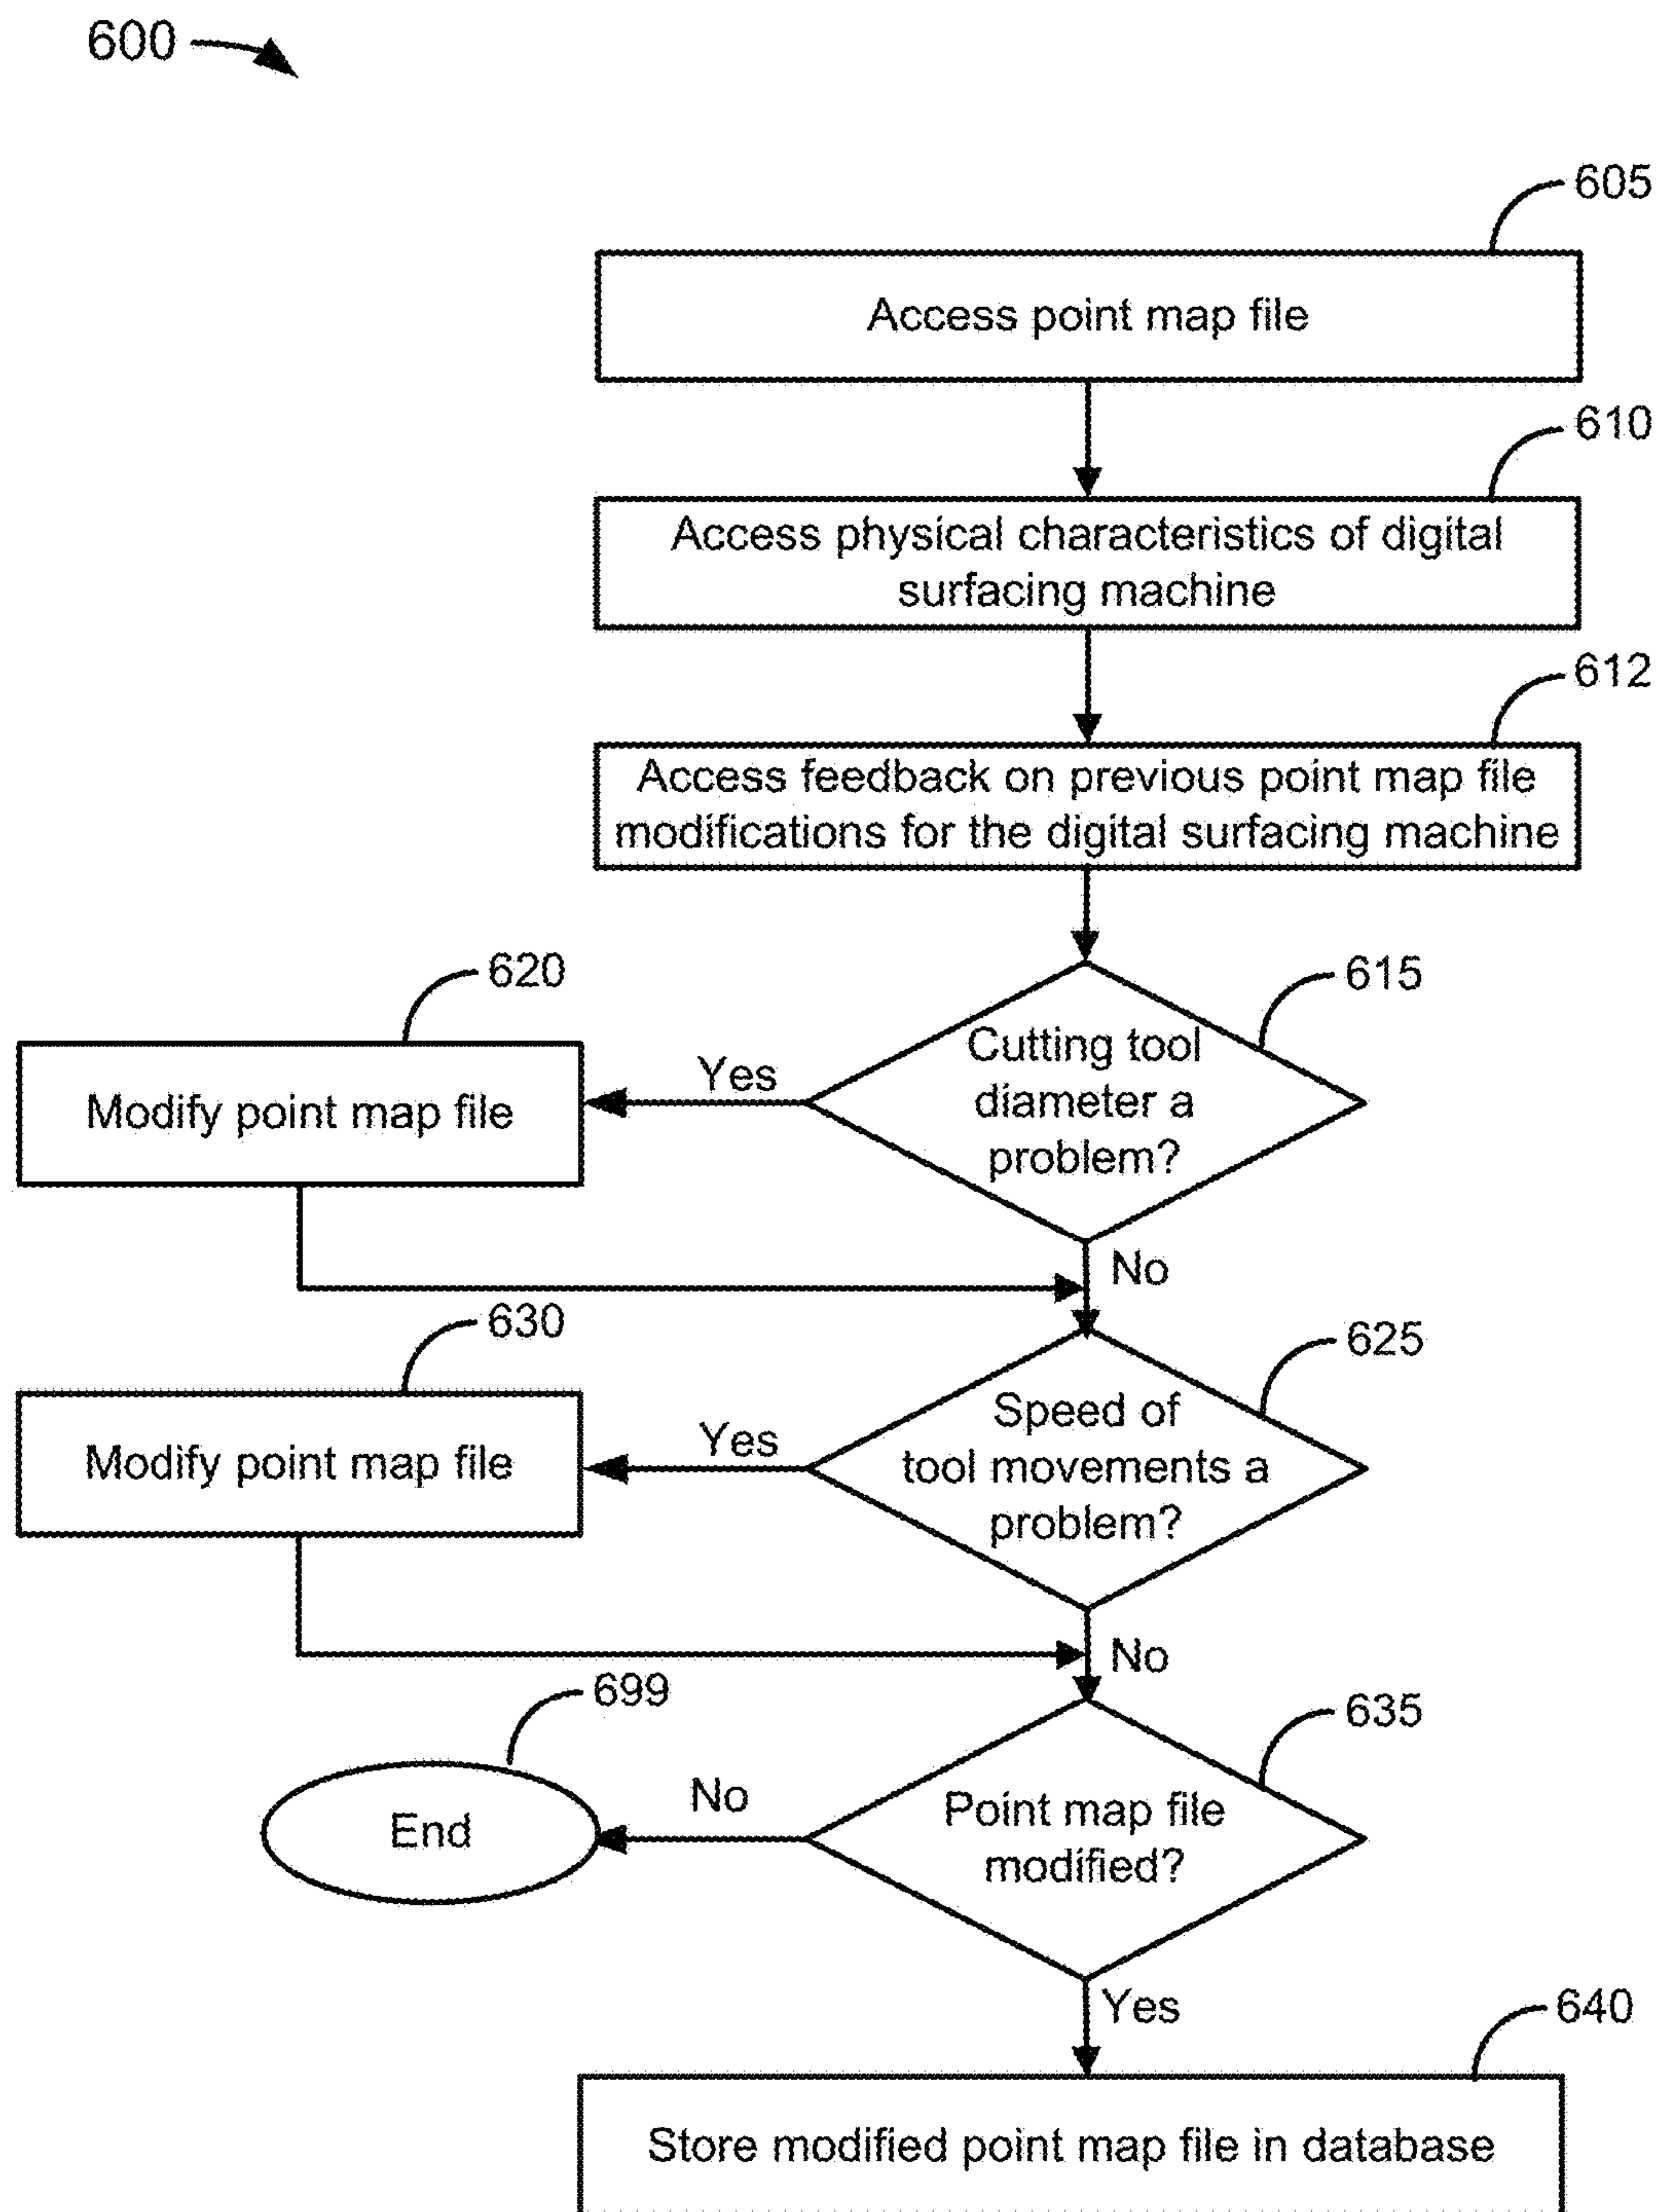 600
605
Access point map file
610
Access physical characteristics of digital
surfacing machine
612
Access feedback on previous point map file
modifications for the digital surfacing machine
620
615
Modify point map file
Yes
Cutting tool
diameter a
problem?
No
630
625
Modify point map file
Yes
Speed of
tool movements a
problem?
No
699
635
End
No
Point map file
modified?
Yes
640
Store modified point map file in database